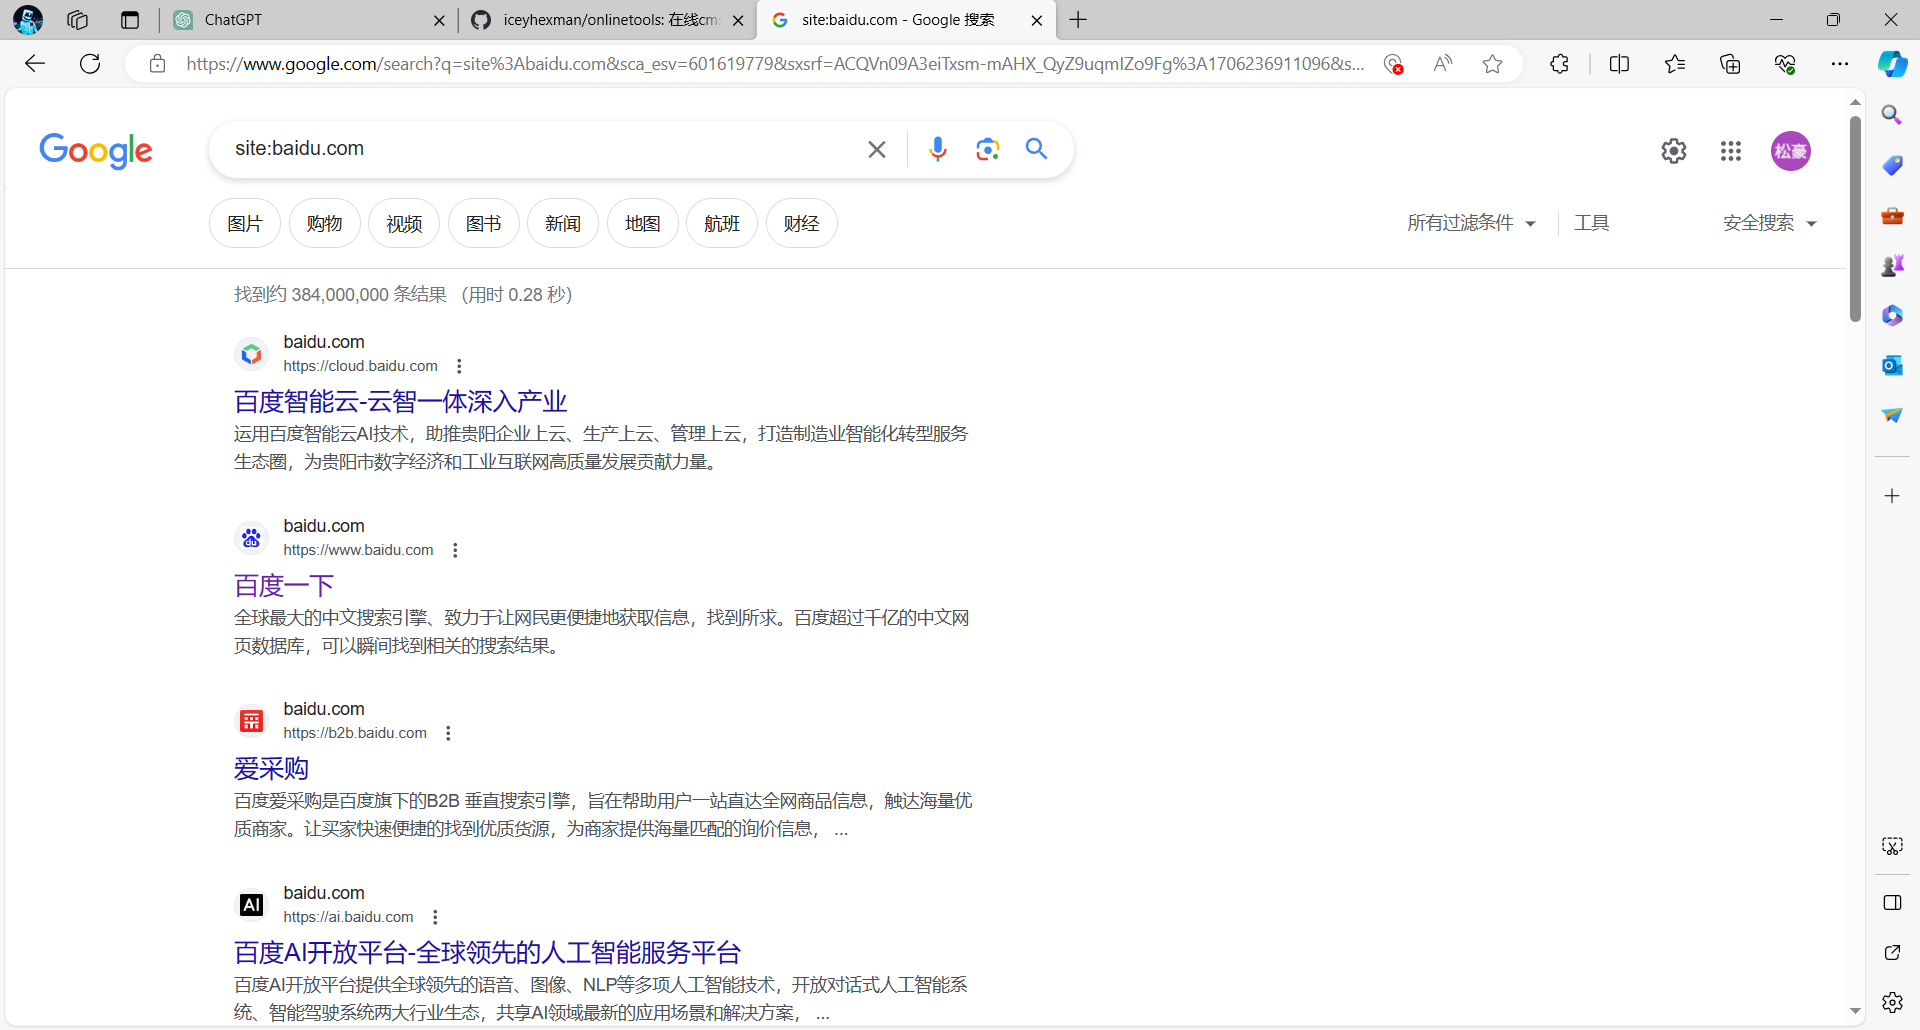 ChatGPT
iceyhexman/onlinetools: 在线cms
site:baidu.com - Google 搜索
https://www.google.com/search?q=site%3Abaidu.com&sca_esv=601619779&sxsrf=ACQVn09A3eiTxsm-mAHX_QyZ9uqmIZo9Fg%3A1706236911096&s...
Google
site:baidu.com
松豪
图片
购物
视频
图书
新闻
地图
航班
财经
所有过滤条件
工具
安全搜索
找到约 384,000,000 条结果 （用时 0.28 秒）
baidu.com
https://cloud.baidu.com
百度智能云-云智一体深入产业
运用百度智能云AI技术，助推贵阳企业上云、生产上云、管理上云，打造制造业智能化转型服务
生态圈，为贵阳市数字经济和工业互联网高质量发展贡献力量。
du
baidu.com
https://www.baidu.com
百度一下
全球最大的中文搜索引擎、致力于让网民更便捷地获取信息，找到所求。百度超过千亿的中文网
页数据库，可以瞬间找到相关的搜索结果。
baidu.com
https://b2b.baidu.com
爱采购
百度爱采购是百度旗下的B2B 垂直搜索引擎，旨在帮助用户一站直达全网商品信息，触达海量优
质商家。让买家快速便捷的找到优质货源，为商家提供海量匹配的询价信息， ...
AI
baidu.com
https://ai.baidu.com
百度AI开放平台-全球领先的人工智能服务平台
百度AI开放平台提供全球领先的语音、图像、NLP等多项人工智能技术，开放对话式人工智能系
统、智能驾驶系统两大行业生态，共享AI领域最新的应用场景和解决方案， ...